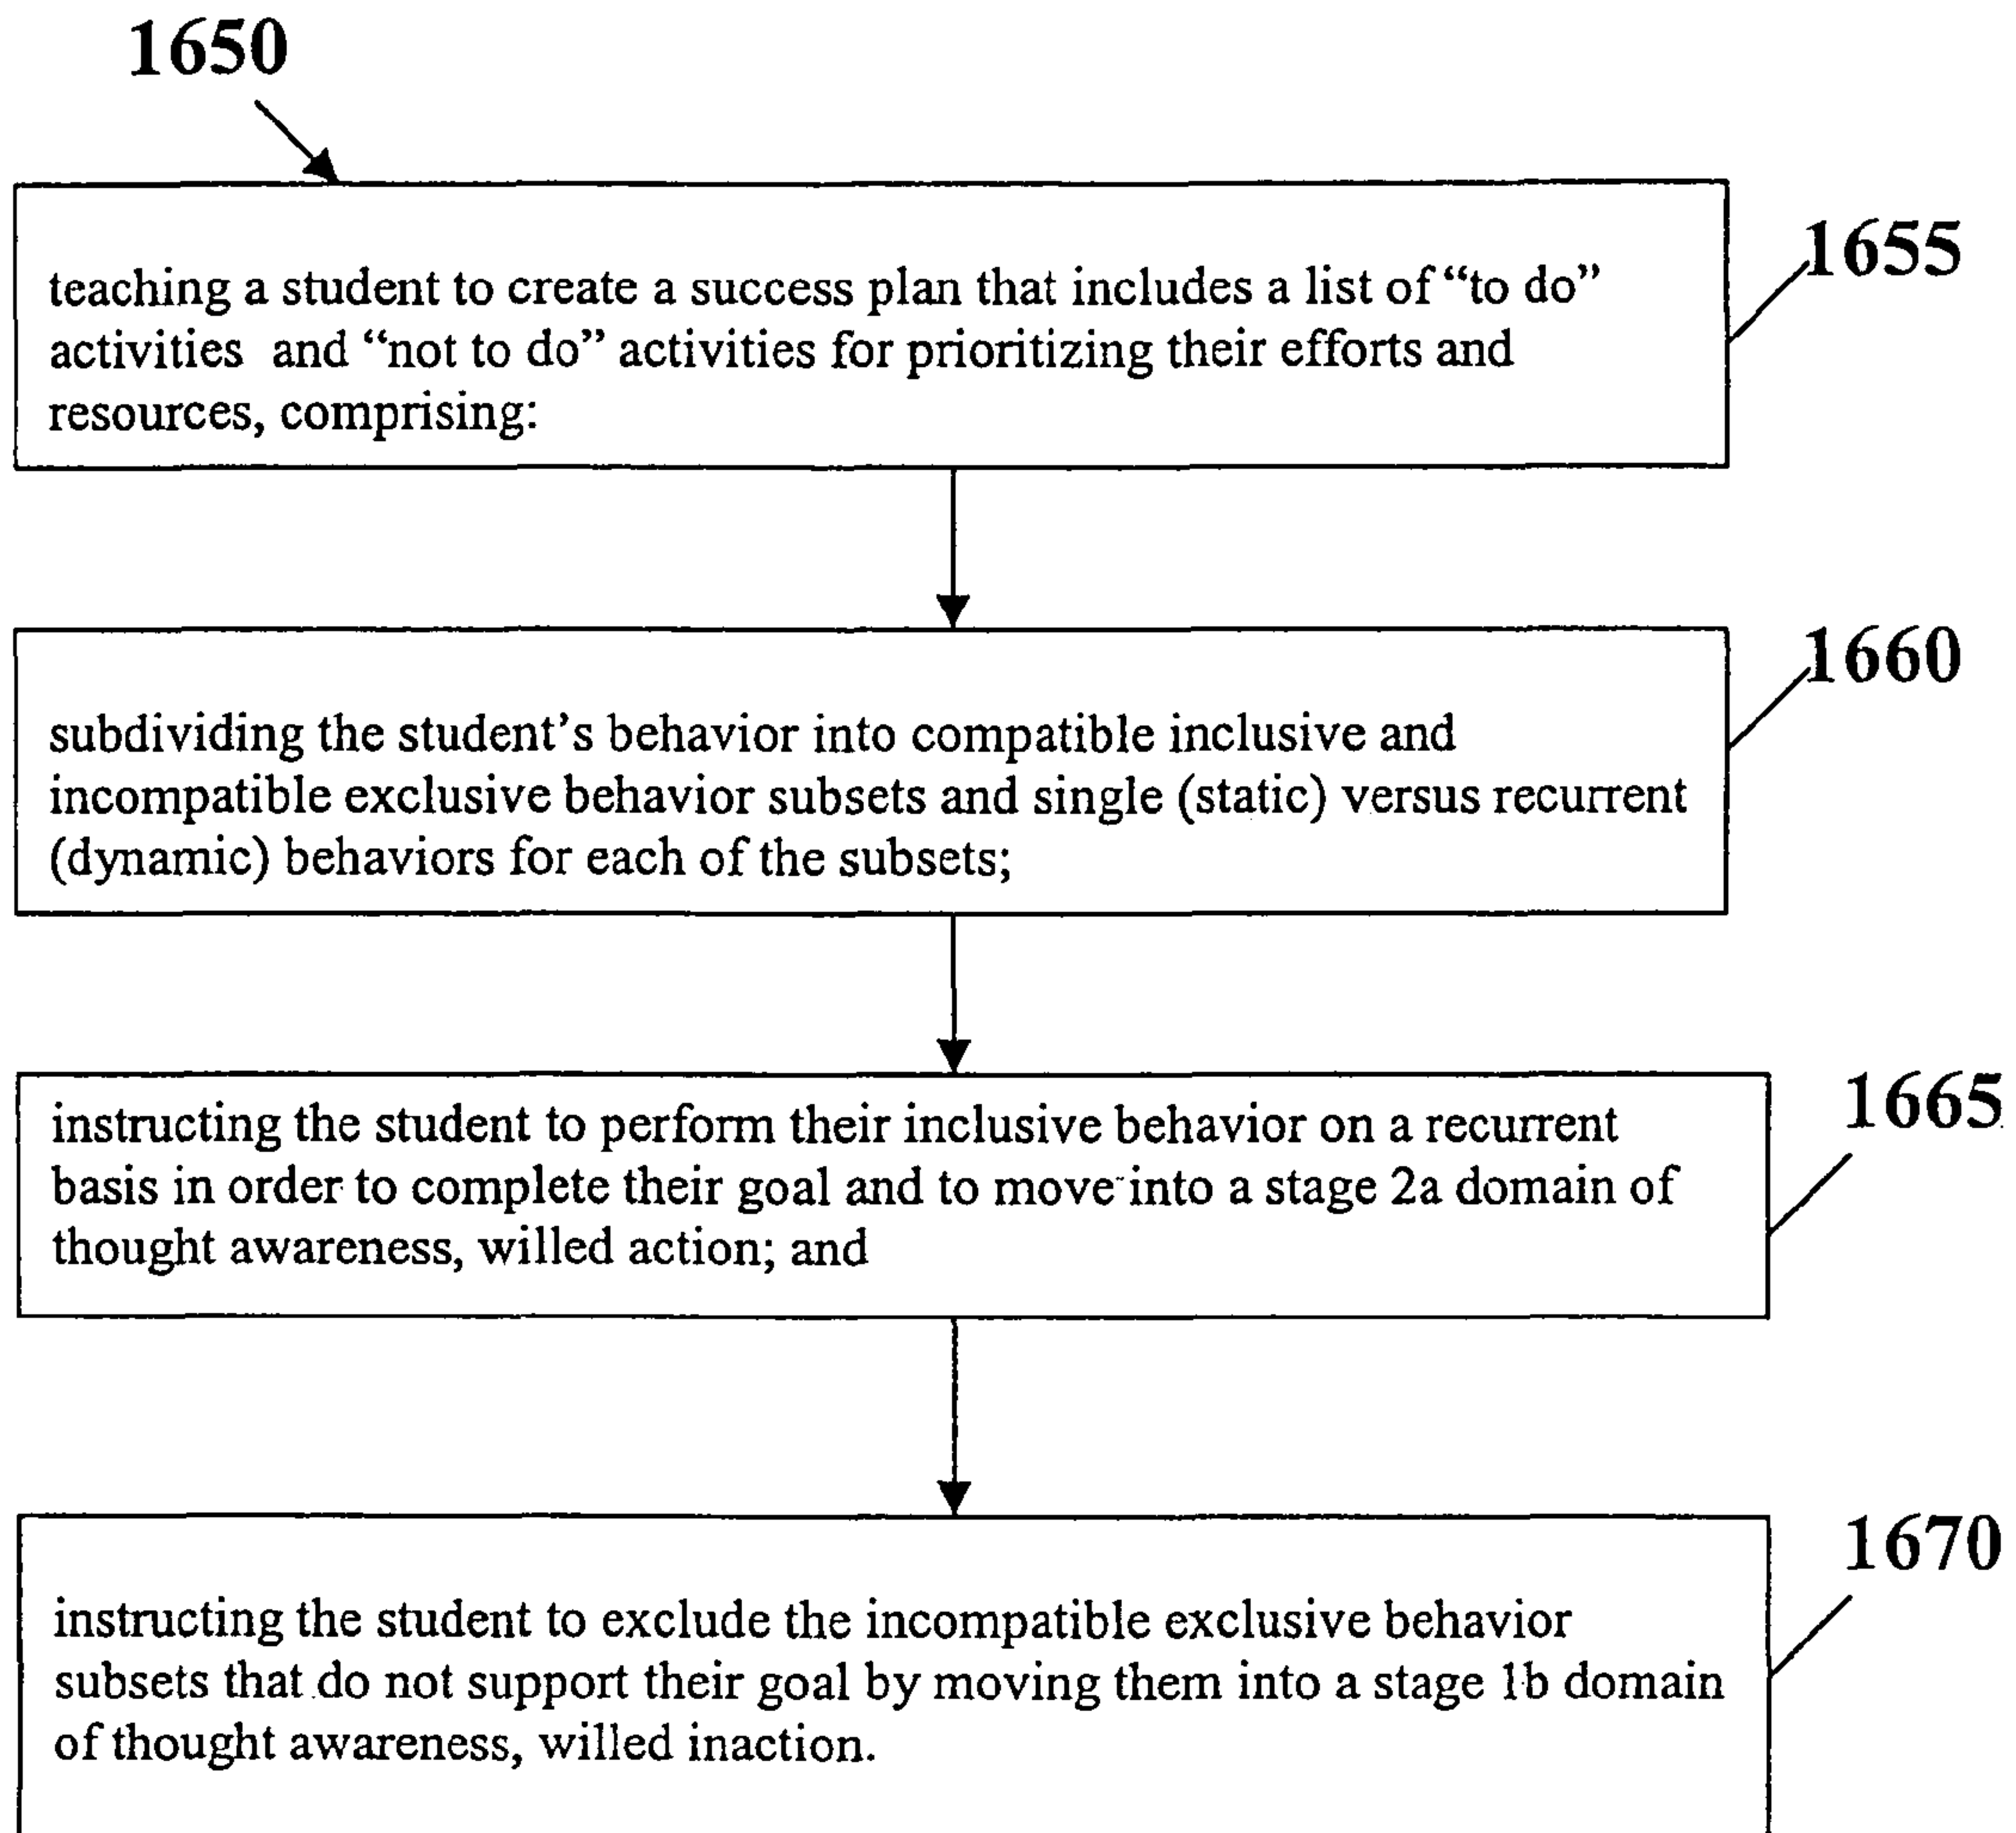 1650
1655
teaching a student to create a success plan that includes a list of “to do”
activities and “not to do” activities for prioritizing their efforts and
resources, comprising:
1660
subdividing the student’s behavior into compatible inclusive and
incompatible exclusive behavior subsets and single (static) versus recurrent
(dynamic) behaviors for each of the subsets;
1665
instructing the student to perform their inclusive behavior on a recurrent
basis in order to complete their goal and to move into a stage 2a domain of
thought awareness, willed action; and
1670
instructing the student to exclude the incompatible exclusive behavior
subsets that do not support their goal by moving them into a stage 1b domain
of thought awareness, willed inaction.